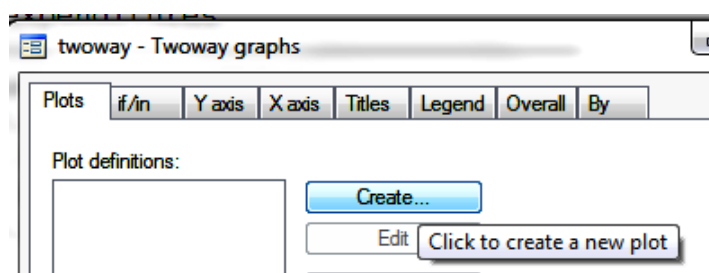 expenditures
twoway - Twoway graphs
Plots if/in Y axis X axis Titles Legend Overall By
Plot definitions:
Create...
Edit
Click to create a new plot